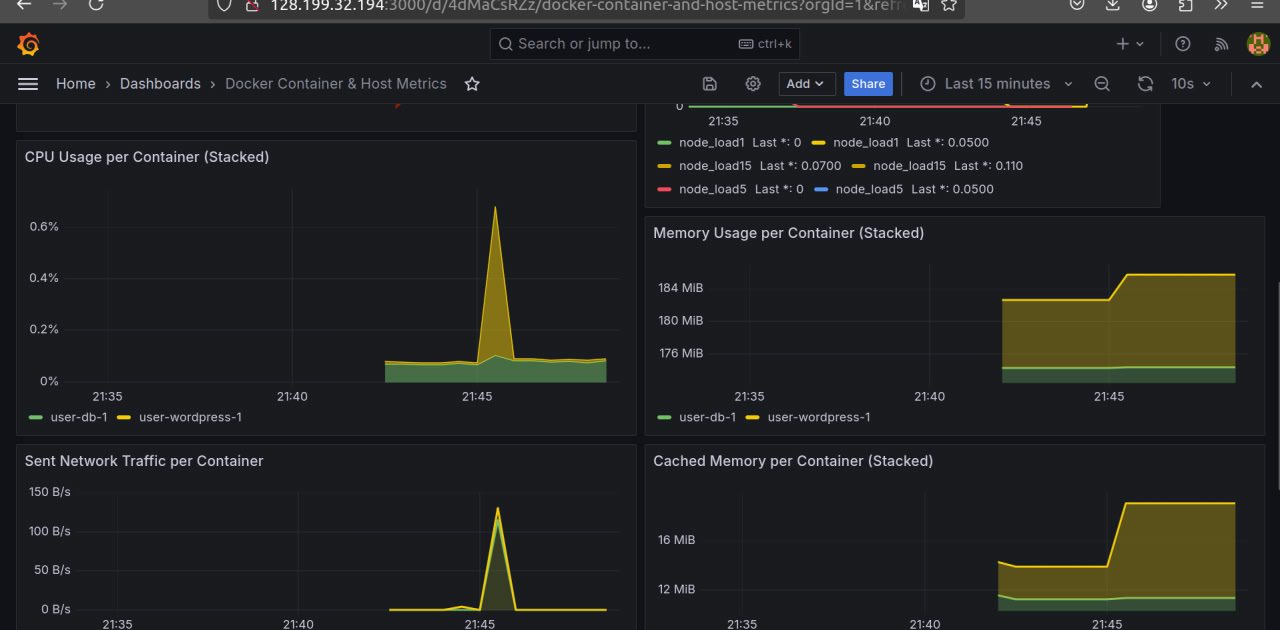 128.199.32.194:3000/d/4dMaCsRZz/docker-container-and-host-metrics?orgId=1&refr
Search or jump to... ctrl+k
Home › Dashboards › Docker Container & Host Metrics Add Share Last 15 minutes 10s
0
21:35 21:40 21:45
node_load1 Last *: 0 node_load1 Last *: 0.0500
node_load15 Last *: 0.0700 node_load15 Last *: 0.110
node_load5 Last *: 0 node_load5 Last *: 0.0500
CPU Usage per Container (Stacked)
0.6%
0.4%
0.2%
0%
21:35 21:40 21:45
user-db-1 user-wordpress-1
Memory Usage per Container (Stacked)
184 MiB
180 MiB
176 MiB
21:35 21:40 21:45
user-db-1 user-wordpress-1
Sent Network Traffic per Container
150 B/s
100 B/s
50 B/s
0 B/s
21:35 21:40 21:45
Cached Memory per Container (Stacked)
16 MiB
12 MiB
21:35 21:40 21:45